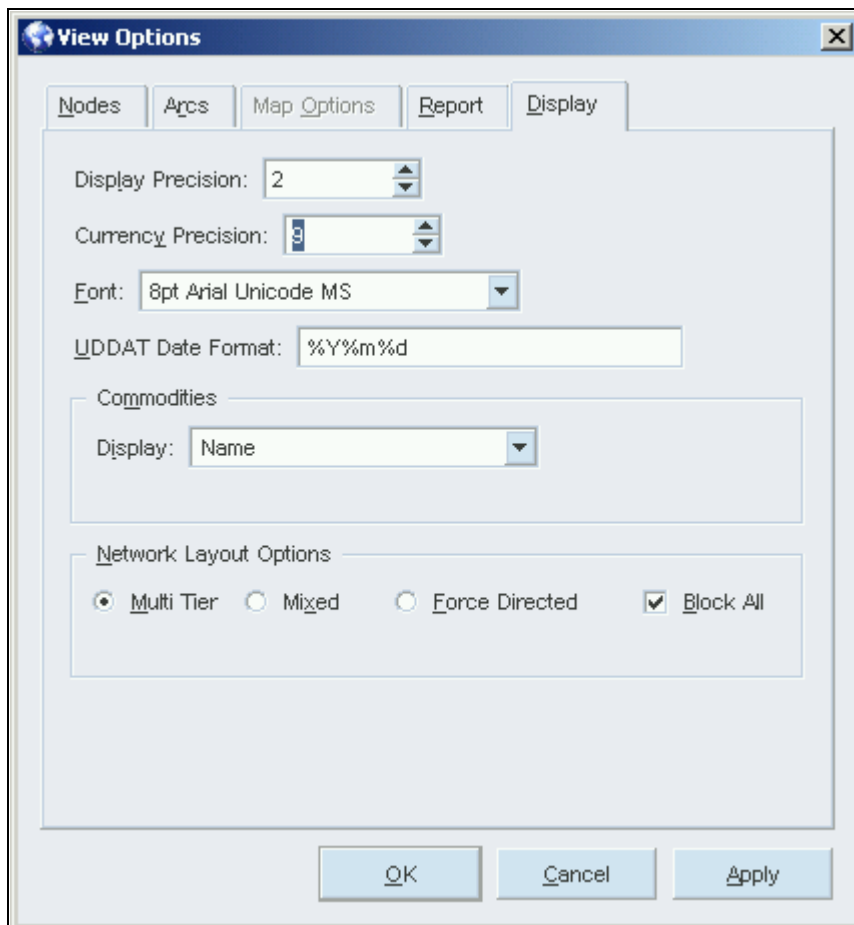 View Options
Nodes Arcs Map Options Report Display
Display Precision: 2
Currency Precision: 9
Font: 8pt Arial Unicode MS
UDDAT Date Format: %Y%m%d
Commodities
Display: Name
Network Layout Options
Multi Tier Mixed Force Directed Block All
OK Cancel Apply